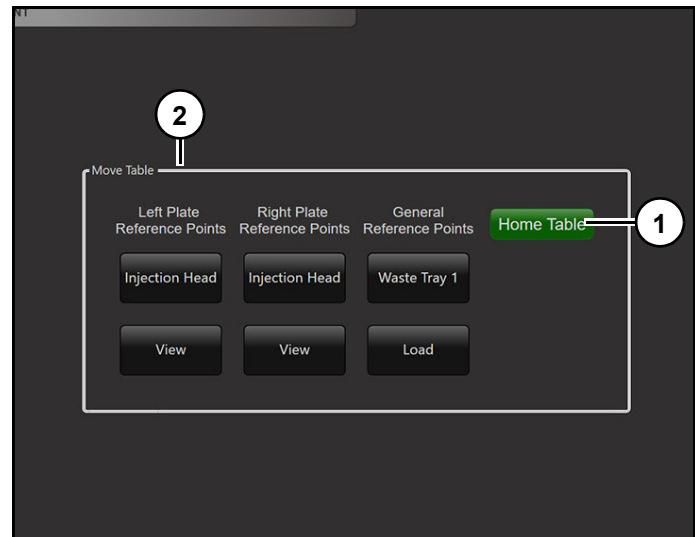 NT
2
Move Table
Left Plate
Reference Points
Right Plate
Reference Points
General
Reference Points
Home Table
1
Injection Head
Injection Head
Waste Tray 1
View
View
Load